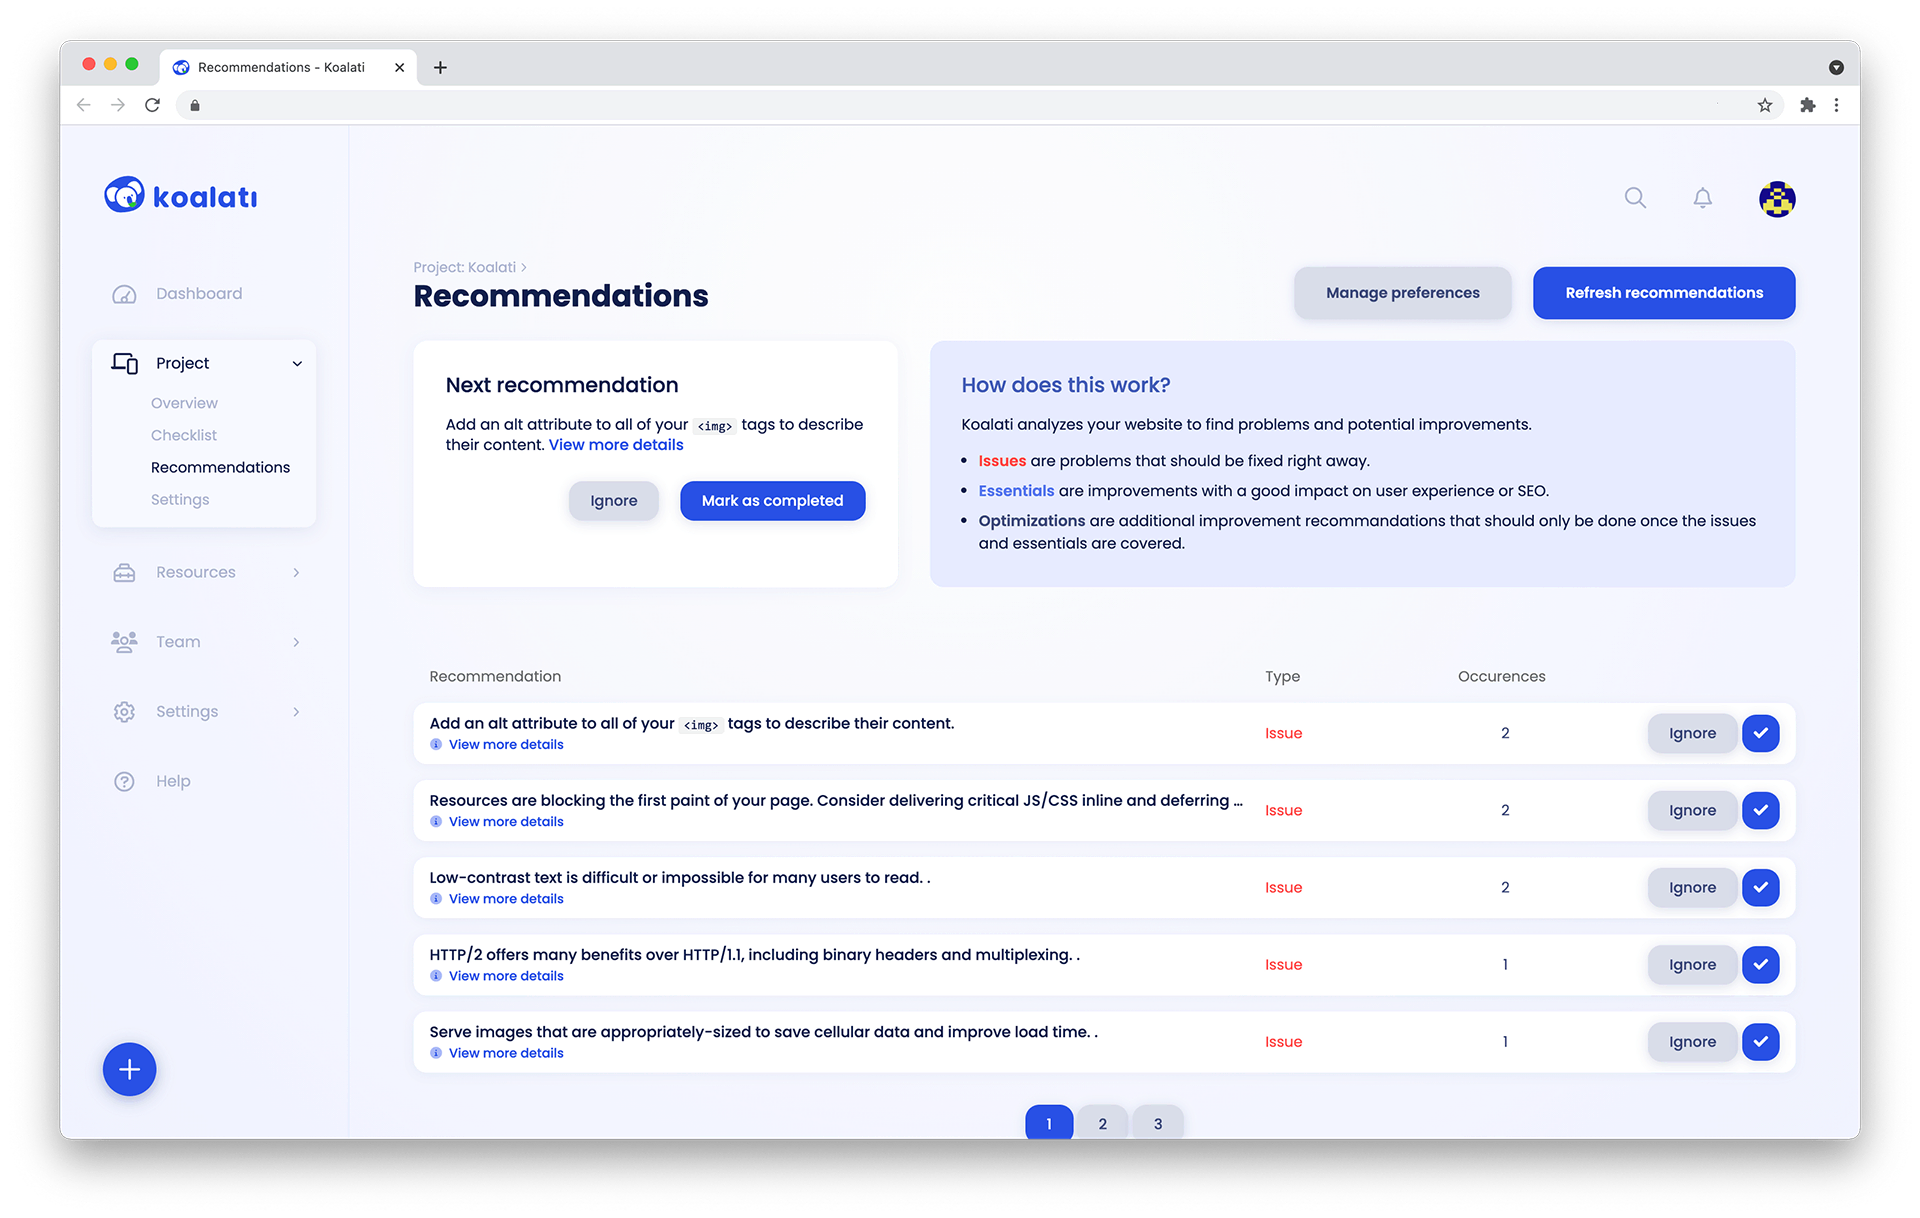 Recommendations - Koalati
koalati
Dashboard
Project
Overview
Checklist
Recommendations
Settings
Resources
Team
Settings
Help
Project: Koalati >
Recommendations
Manage preferences
Refresh recommendations
Next recommendation
Add an alt attribute to all of your <img> tags to describe
their content. View more details
Ignore
Mark as completed
How does this work?
Koalati analyzes your website to find problems and potential improvements.
• Issues are problems that should be fixed right away.
• Essentials are improvements with a good impact on user experience or SEO.
• Optimizations are additional improvement recommandations that should only be done once the issues
and essentials are covered.
Recommendation Type Occurences
Add an alt attribute to all of your <img> tags to describe their content.
View more details
Issue 2 Ignore
Resources are blocking the first paint of your page. Consider delivering critical JS/CSS inline and deferring ...
View more details
Issue 2 Ignore
Low-contrast text is difficult or impossible for many users to read. .
View more details
Issue 2 Ignore
HTTP/2 offers many benefits over HTTP/1.1, including binary headers and multiplexing. .
View more details
Issue 1 Ignore
Serve images that are appropriately-sized to save cellular data and improve load time. .
View more details
Issue 1 Ignore
1 2 3